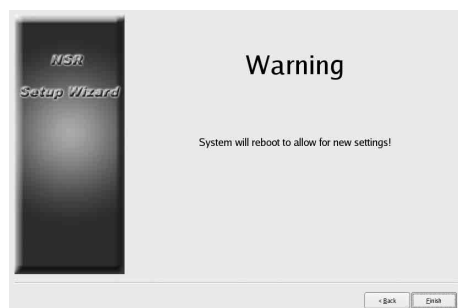 NSR
Setup Wizard
Warning
System will reboot to allow for new settings!
< Back
Finish